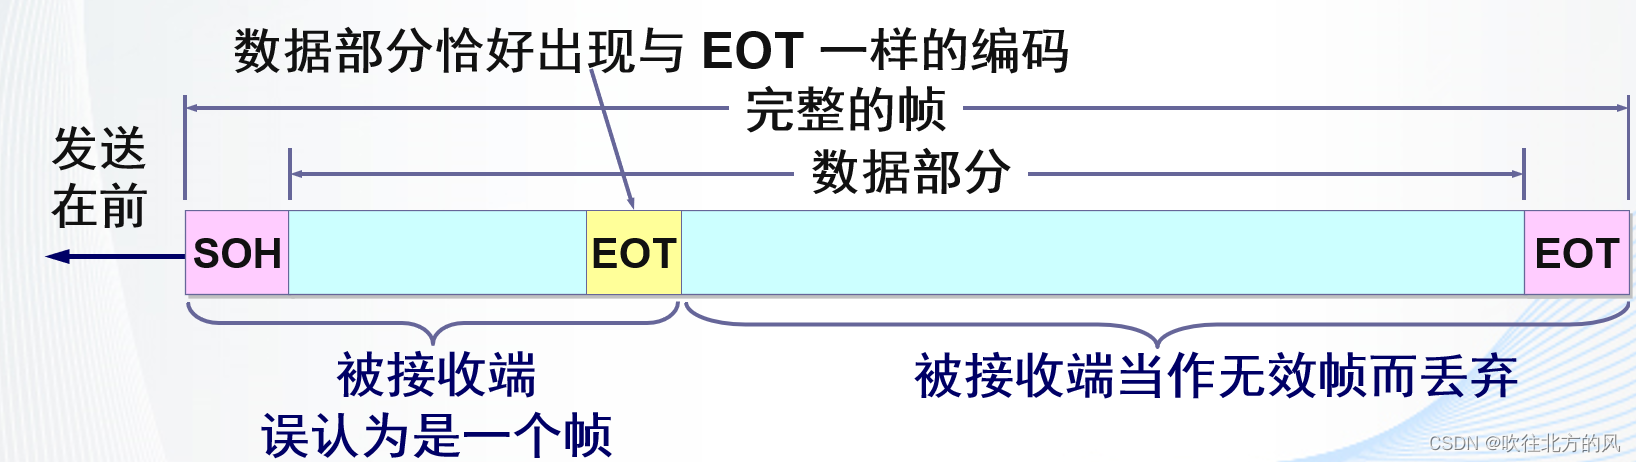 数据部分恰好出现与 EOT 一样的编码
完整的帧
发送
在前
数据部分
SOH
EOT
EOT
被接收端
误认为是一个帧
被接收端当作无效帧而丢弃
CSDN @吹往北方的风